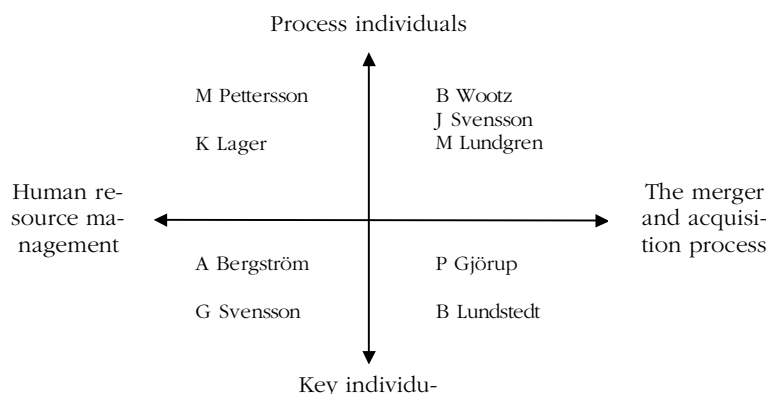 Process individuals
M Pettersson
B Wootz
J Svensson
K Lager
M Lundgren
Human re-
source ma-
nagement
The merger
and acquisi-
tion process
A Bergström
P Gjörup
G Svensson
B Lundstedt
Key individu-